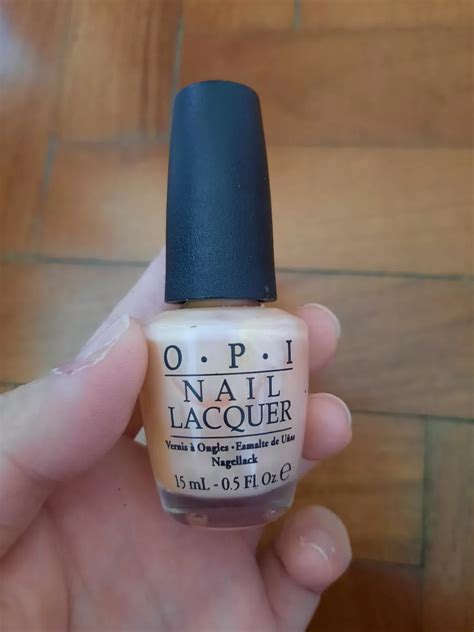 O·P·I
NAIL
LACQUER
Vernis à Ongles • Esmalte de Uñas
Nagellack
15 mL - 0.5 Fl. Oz. ℮